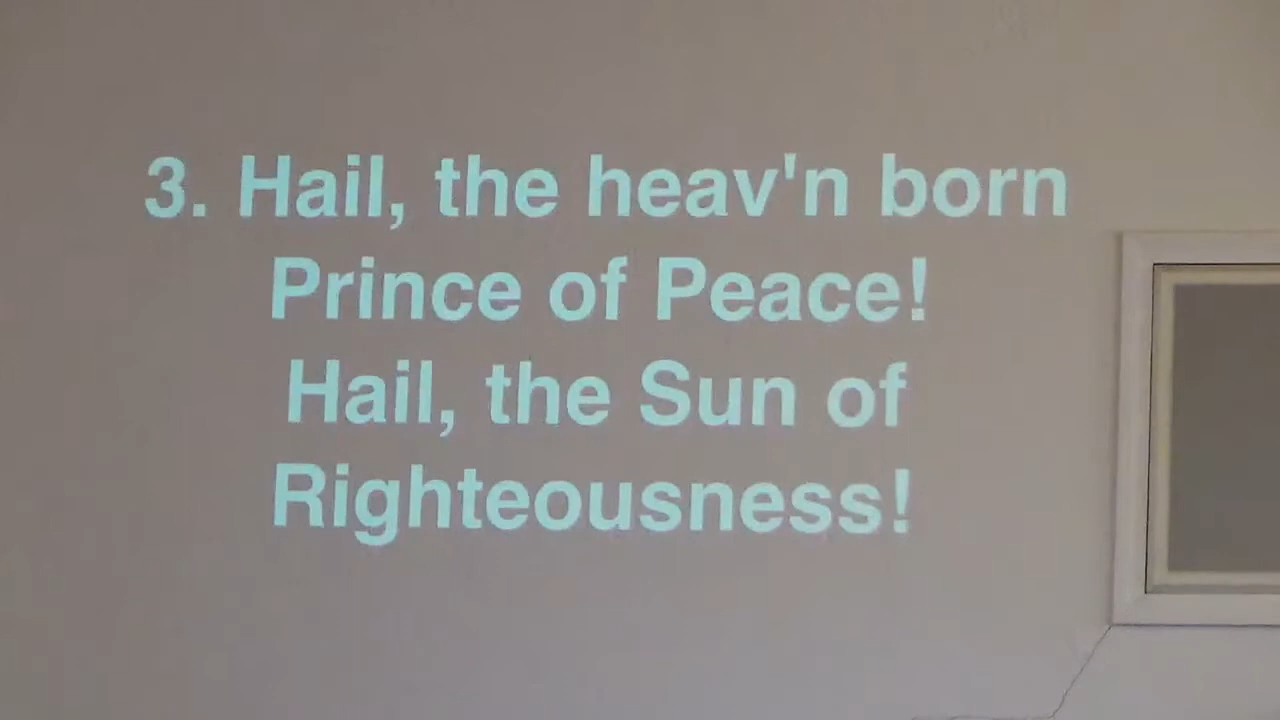 3. Hail, the heav'n born
Prince of Peace!
Hail, the Sun of
Righteousness!